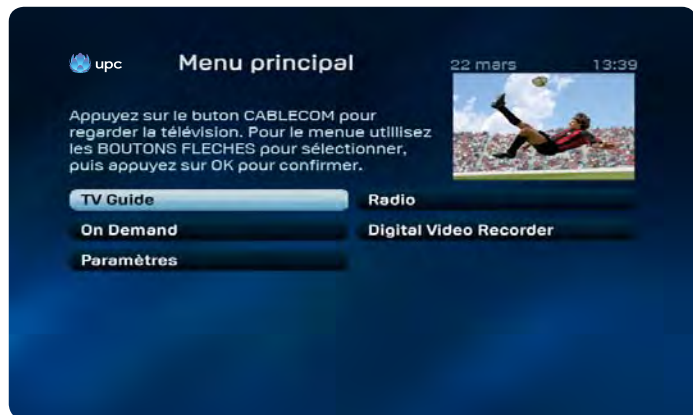 upc
Menu principal
22 mars 13:39
Appuyez sur le buton CABLECOM pour
regarder la télévision. Pour le menue utillisez
les BOUTONS FLECHES pour sélectionner,
puis appuyez sur OK pour confirmer.
TV Guide
Radio
On Demand
Digital Video Recorder
Paramètres